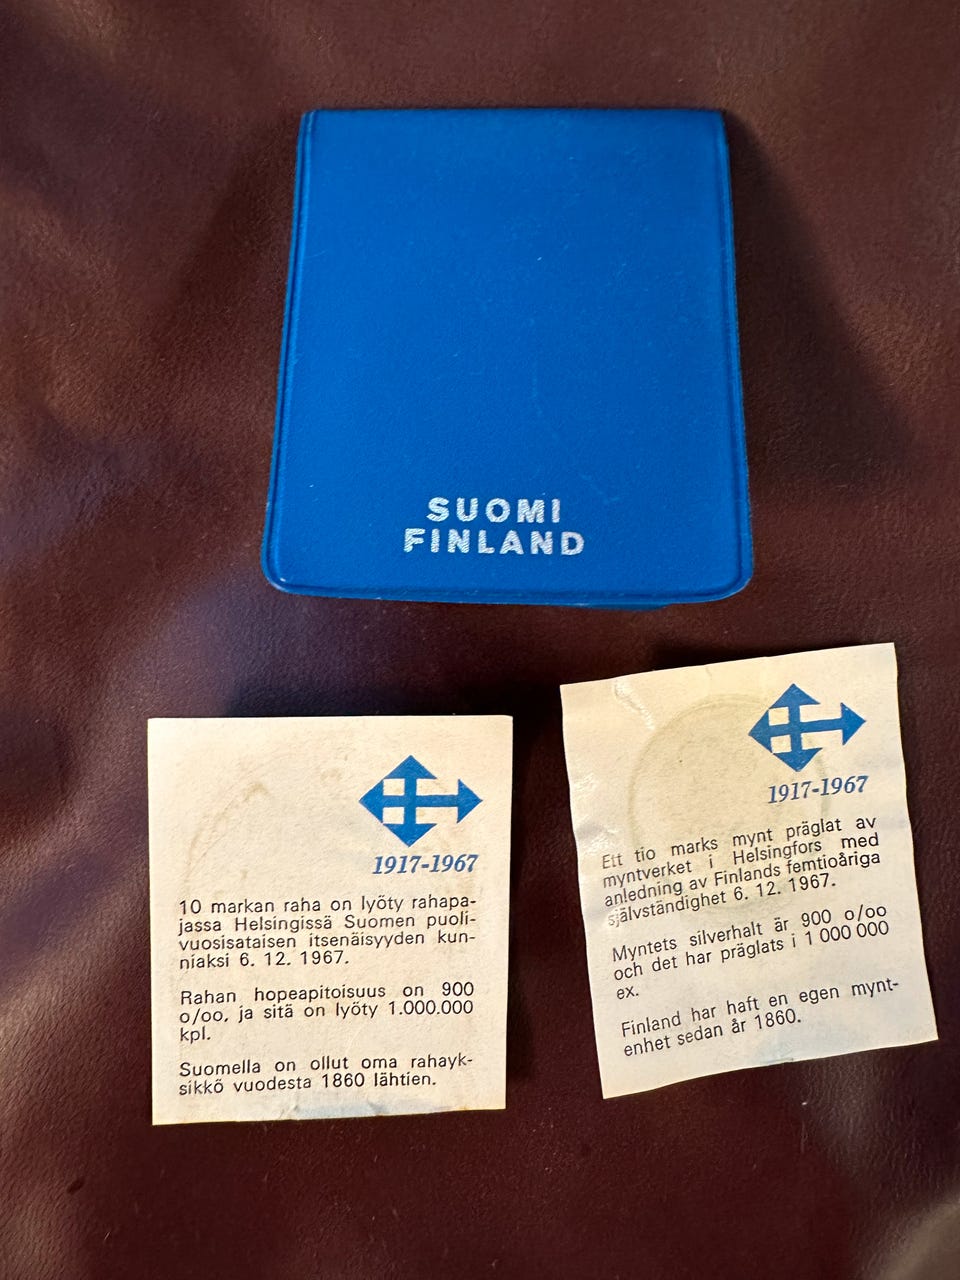 SUOMI
FINLAND
1917-1967
10 markan raha on lyöty rahapa-
jassa Helsingissä Suomen puoli-
vuosisataisen itsenäisyyden kun-
niaksi 6. 12. 1967.
Rahan hopeapitoisuus on 900
o/oo, ja sitä on lyöty 1.000.000
kpl.
Suomella on ollut oma rahayk-
sikkö vuodesta 1860 lähtien.
1917-1967
Ett tio marks mynt präglat av
myntverket i Helsingfors med
anledning av Finlands femtioåriga
självständighet 6. 12. 1967.
Myntets silverhalt är 900 o/oo
och det har präglats i 1 000 000
ex.
Finland har haft en egen mynt-
enhet sedan år 1860.